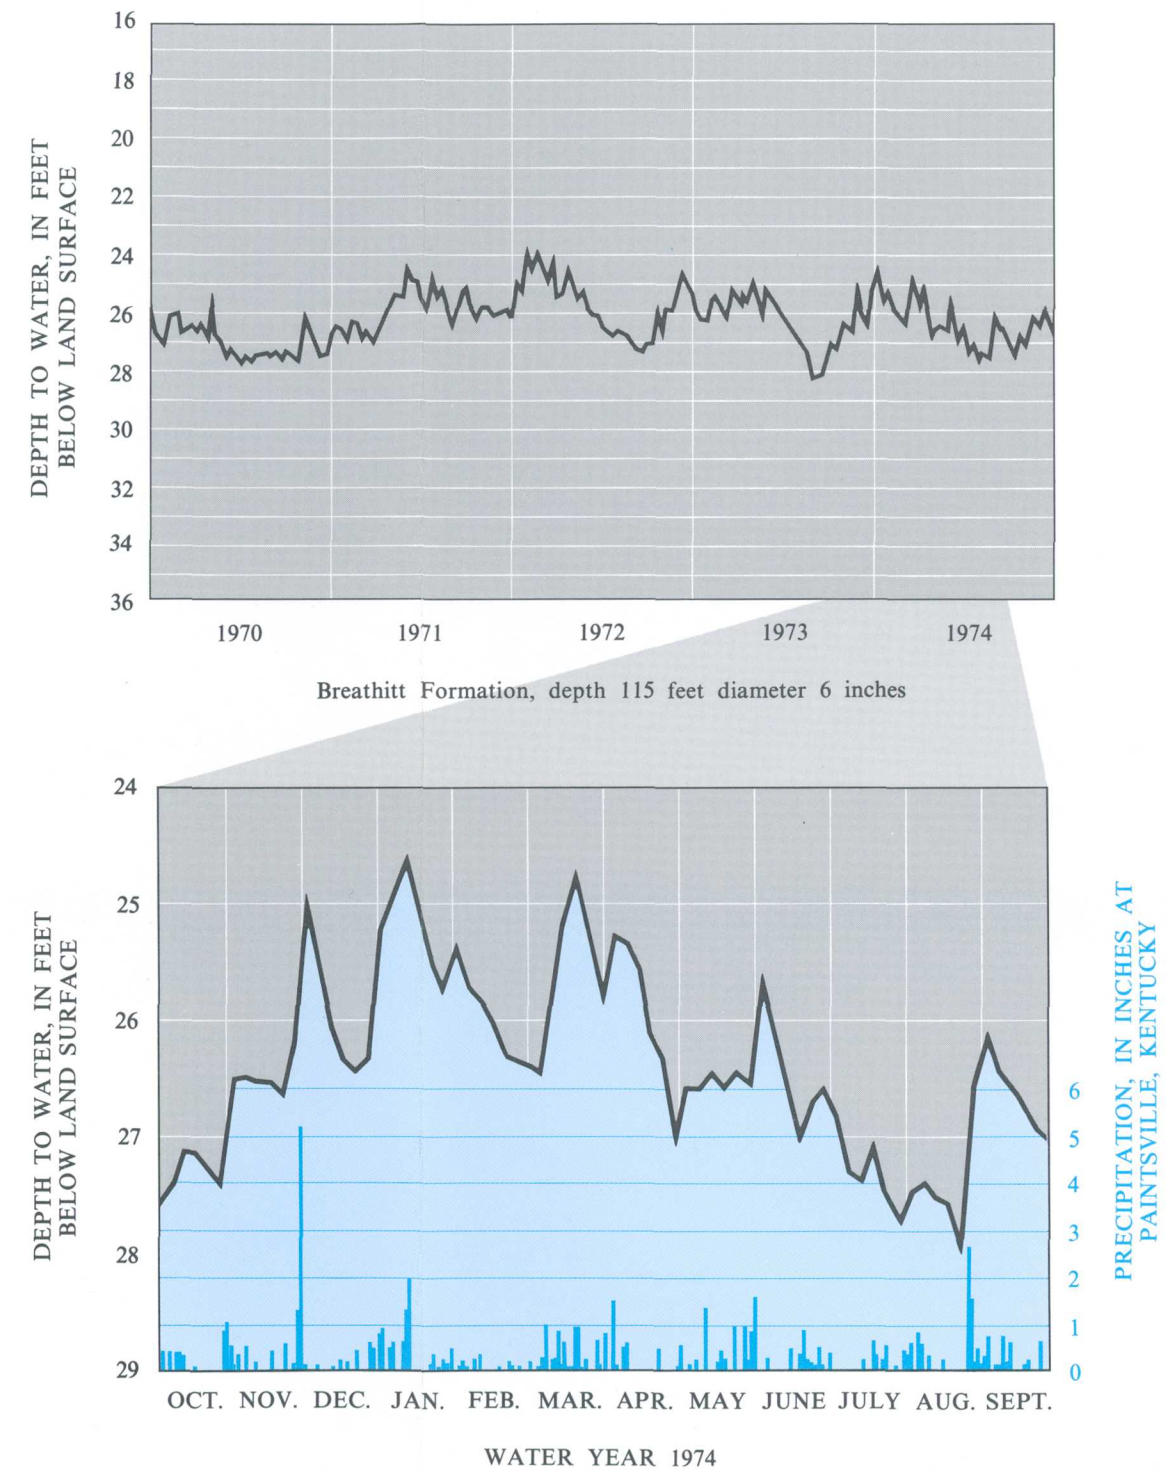 16
18
20
22
24
26
28
30
32
34
36
DEPTH TO WATER, IN FEET
BELOW LAND SURFACE
1970 1971 1972 1973 1974
Breathitt Formation, depth 115 feet diameter 6 inches
24
25
26
27
28
29
DEPTH TO WATER, IN FEET
BELOW LAND SURFACE
6
5
4
3
2
1
0
PRECIPITATION, IN INCHES AT
PAINTSVILLE, KENTUCKY
OCT. NOV. DEC. JAN. FEB. MAR. APR. MAY JUNE JULY AUG. SEPT.
WATER YEAR 1974